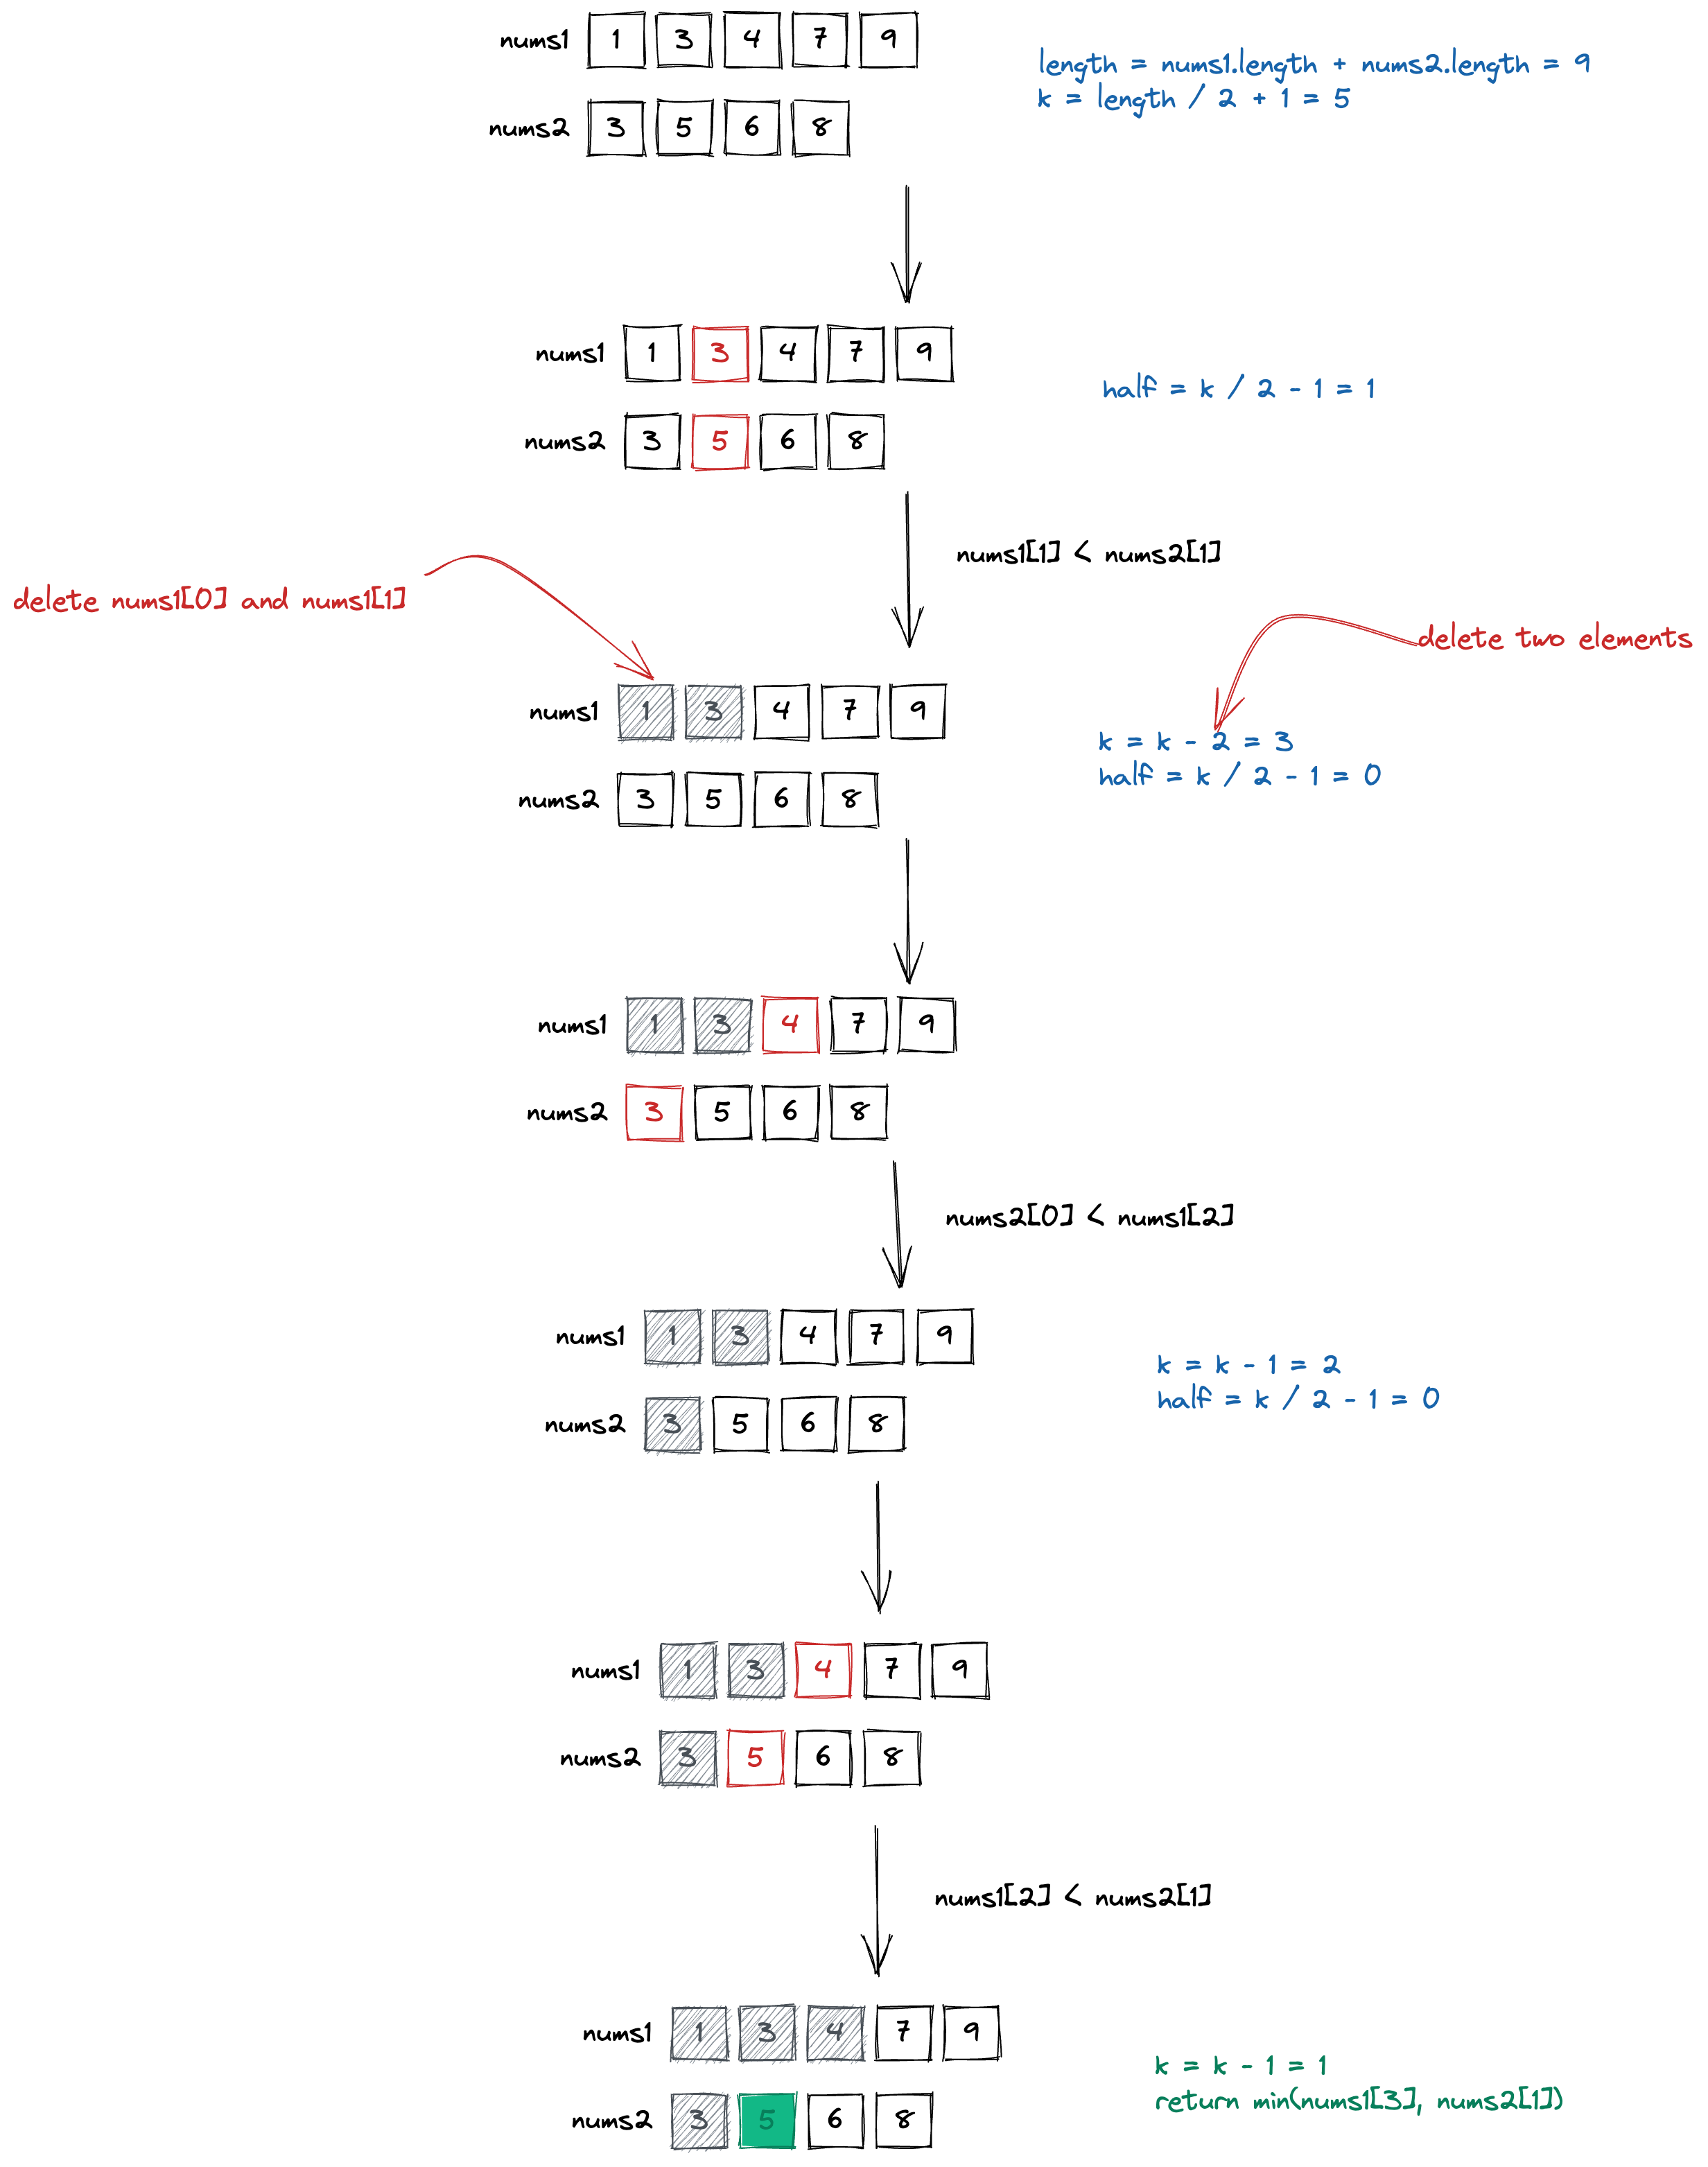 nums1 1 3 4 7 9
length = nums1.length + nums2.length = 9
k = length / 2 + 1 = 5
nums2 3 5 6 8
nums1 1 3 4 7 9
half = k / 2 - 1 = 1
nums2 3 5 6 8
nums1[1] < nums2[1]
delete nums1[0] and nums1[1]
delete two elements
nums1 1 3 4 7 9
k = k - 2 = 3
half = k / 2 - 1 = 0
nums2 3 5 6 8
nums1 1 3 4 7 9
nums2 3 5 6 8
nums2[0] < nums1[2]
nums1 1 3 4 7 9
k = k - 1 = 2
half = k / 2 - 1 = 0
nums2 3 5 6 8
nums1 1 3 4 7 9
nums2 3 5 6 8
nums1[2] < nums2[1]
nums1 1 3 4 7 9
k = k - 1 = 1
return min(nums1[3], nums2[1])
nums2 3 5 6 8